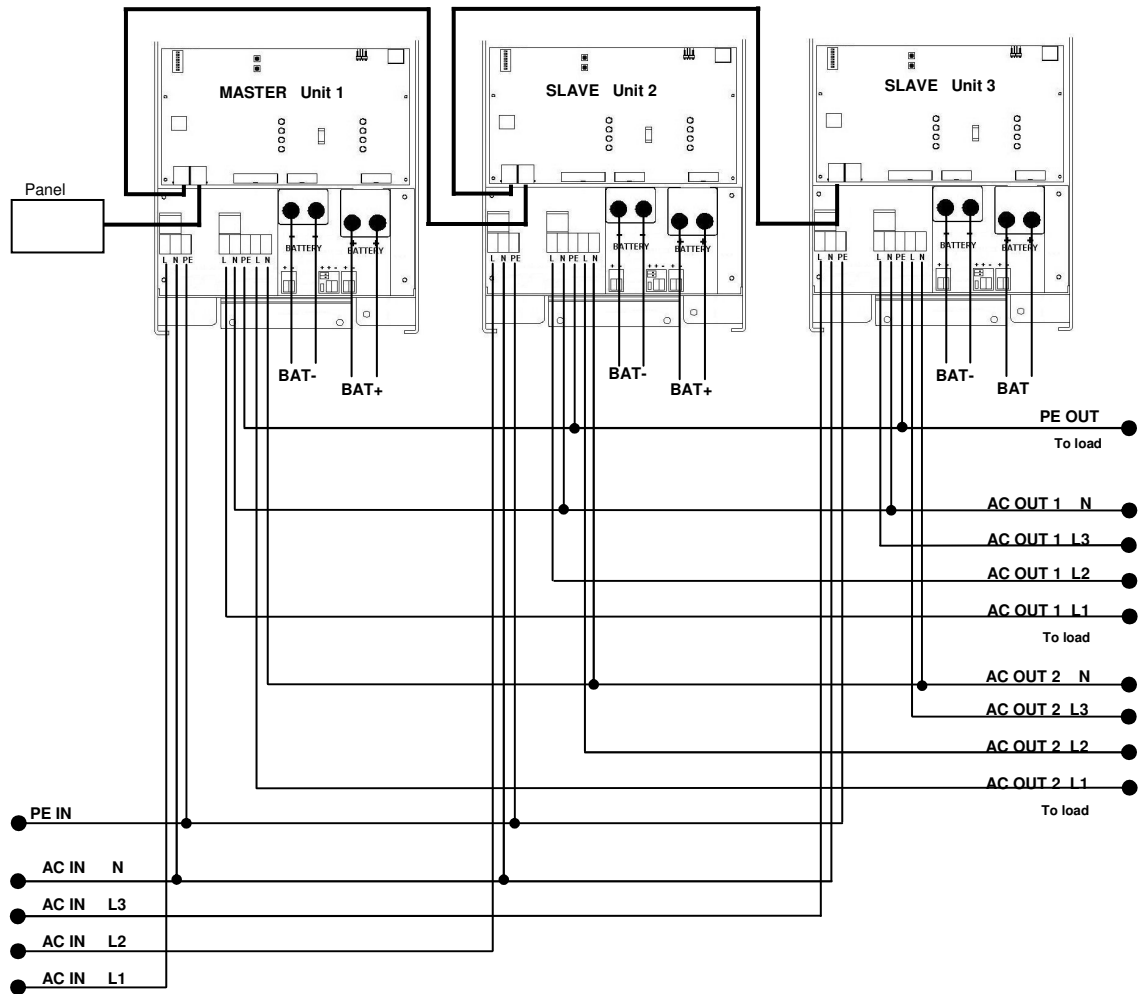 MASTER Unit 1
SLAVE Unit 2
SLAVE Unit 3
Panel
- - + +
BATTERY BATTERY
- - + +
BATTERY BATTERY
- - + +
BATTERY BATTERY
L N PE L N PE L N
L N PE L N PE L N
L N PE L N PE L N
+ - + + - + -
+ - + + - + -
+ - + + - + -
BAT- BAT+
BAT- BAT+
BAT- BAT
PE OUT
To load
AC OUT 1 N
AC OUT 1 L3
AC OUT 1 L2
AC OUT 1 L1
To load
AC OUT 2 N
AC OUT 2 L3
AC OUT 2 L2
AC OUT 2 L1
To load
PE IN
AC IN N
AC IN L3
AC IN L2
AC IN L1